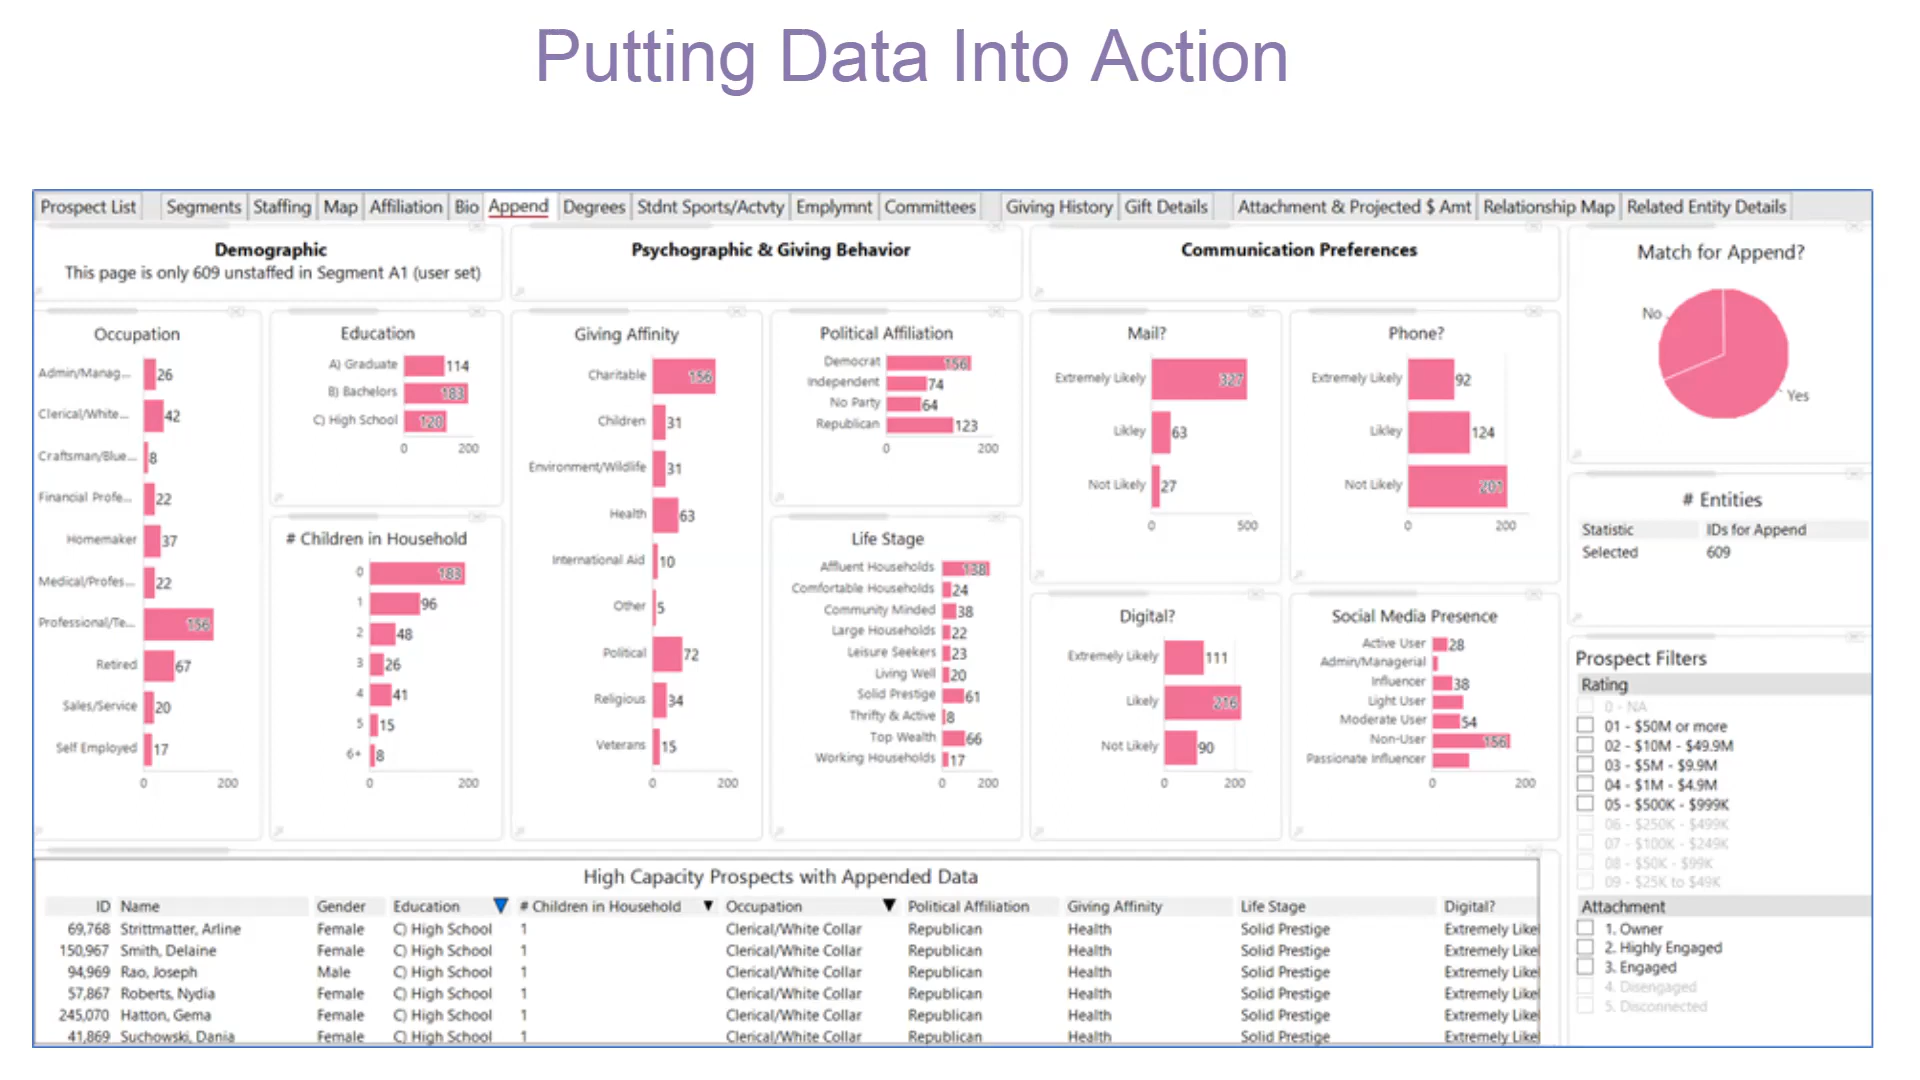 Putting Data Into Action
Prospect List Segments Staffing Map Affiliation Bio Append Degrees Stdnt Sports/Actvty Emplymnt Committees Giving History Gift Details Attachment & Projected $ Amt Relationship Map Related Entity Details
Demographic
This page is only 609 unstaffed in Segment A1 (user set)
Psychographic & Giving Behavior
Communication Preferences
Match for Append?
No
Yes
Occupation
Admin/Manag... 26
Clerical/White... 42
Craftsman/Blue... 8
Financial Profe... 22
Homemaker 37
Medical/Profes... 22
Professional/Te... 156
Retired 67
Sales/Service 20
Self Employed 17
0 200
Education
A) Graduate 114
B) Bachelors 183
C) High School 120
0 200
# Children in Household
0 183
1 96
2 48
3 26
4 41
5 15
6+ 8
0 200
Giving Affinity
Charitable 156
Children 31
Environment/Wildlife 31
Health 63
International Aid 10
Other 5
Political 72
Religious 34
Veterans 15
0 200
Political Affiliation
Democrat 156
Independent 74
No Party 64
Republican 123
0 200
Life Stage
Affluent Households 138
Comfortable Households 24
Community Minded 38
Large Households 22
Leisure Seekers 23
Living Well 20
Solid Prestige 61
Thrifty & Active 8
Top Wealth 66
Working Households 17
0 200
Mail?
Extremely Likely 327
Likley 63
Not Likely 27
0 500
Phone?
Extremely Likely 92
Likley 124
Not Likely 201
0 200
Digital?
Extremely Likely 111
Likely 216
Not Likely 90
0 200
Social Media Presence
Active User 28
Admin/Managerial
Influencer 38
Light User
Moderate User 54
Non-User 156
Passionate Influencer
0 200
# Entities
Statistic IDs for Append
Selected 609
Prospect Filters
Rating
0 - NA
01 - $50M or more
02 - $10M - $49.9M
03 - $5M - $9.9M
04 - $1M - $4.9M
05 - $500K - $999K
06 - $250K - $499K
07 - $100K - $249K
08 - $50K - $99K
09 - $25K to $49K
Attachment
1. Owner
2. Highly Engaged
3. Engaged
4. Disengaged
5. Disconnected
High Capacity Prospects with Appended Data
ID Name Gender Education # Children in Household Occupation Political Affiliation Giving Affinity Life Stage Digital?
69,768 Strittmatter, Arline Female C) High School 1 Clerical/White Collar Republican Health Solid Prestige Extremely Like
150,967 Smith, Delaine Female C) High School 1 Clerical/White Collar Republican Health Solid Prestige Extremely Like
94,969 Rao, Joseph Male C) High School 1 Clerical/White Collar Republican Health Solid Prestige Extremely Like
57,867 Roberts, Nydia Female C) High School 1 Clerical/White Collar Republican Health Solid Prestige Extremely Like
245,070 Hatton, Gema Female C) High School 1 Clerical/White Collar Republican Health Solid Prestige Extremely Like
41,869 Suchowski, Dania Female C) High School 1 Clerical/White Collar Republican Health Solid Prestige Extremely Like